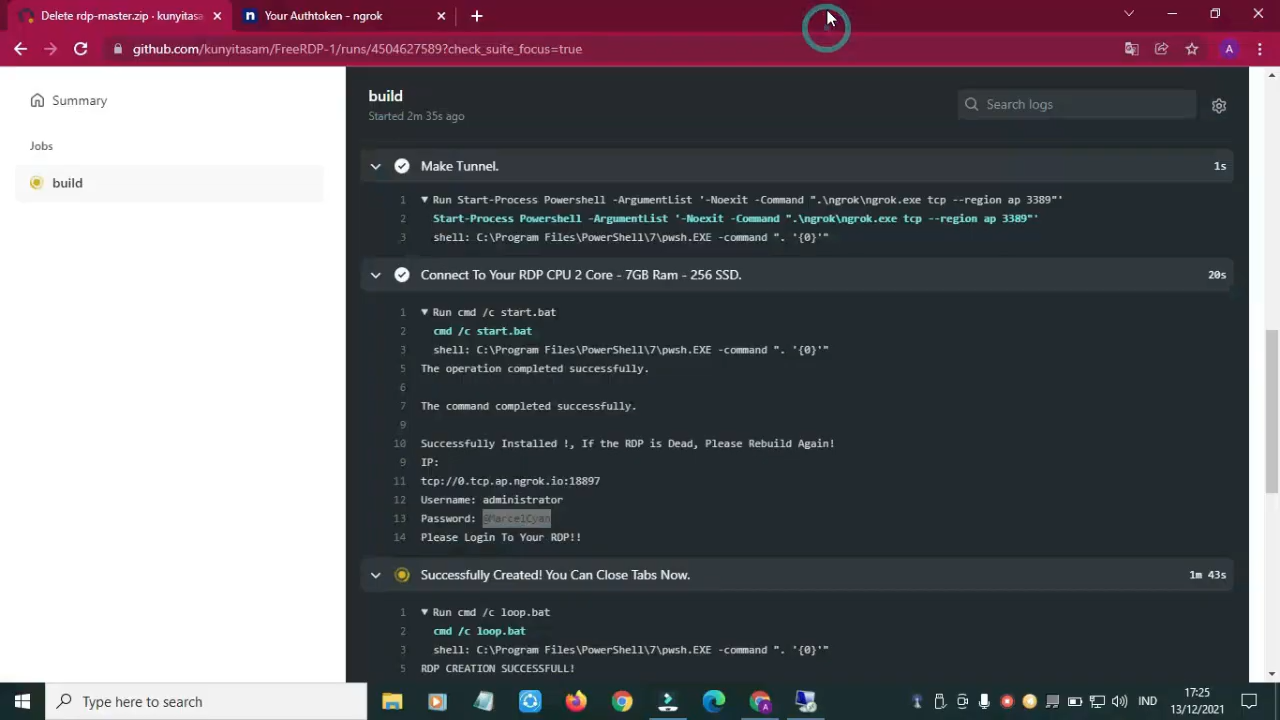 Delete rdp-master.zip · kunyitasa
Your Authtoken - ngrok
github.com/kunyitasam/FreeRDP-1/runs/4504627589?check_suite_focus=true
A
Summary
Jobs
build
build
Started 2m 35s ago
Search logs
Make Tunnel.
1s
1 ▼ Run Start-Process Powershell -ArgumentList '-Noexit -Command ".\ngrok\ngrok.exe tcp --region ap 3389"'
2 Start-Process Powershell -ArgumentList '-Noexit -Command ".\ngrok\ngrok.exe tcp --region ap 3389"'
3 shell: C:\Program Files\PowerShell\7\pwsh.EXE -command ". '{0}'"
Connect To Your RDP CPU 2 Core - 7GB Ram - 256 SSD.
20s
1 ▼ Run cmd /c start.bat
2 cmd /c start.bat
3 shell: C:\Program Files\PowerShell\7\pwsh.EXE -command ". '{0}'"
5 The operation completed successfully.
6
7 The command completed successfully.
9
10 Successfully Installed !, If the RDP is Dead, Please Rebuild Again!
9 IP:
11 tcp://0.tcp.ap.ngrok.io:18897
12 Username: administrator
13 Password: @MarcelCyan
14 Please Login To Your RDP!!
Successfully Created! You Can Close Tabs Now.
1m 43s
1 ▼ Run cmd /c loop.bat
2 cmd /c loop.bat
3 shell: C:\Program Files\PowerShell\7\pwsh.EXE -command ". '{0}'"
5 RDP CREATION SUCCESSFULL!
Type here to search
IND
17:25
13/12/2021